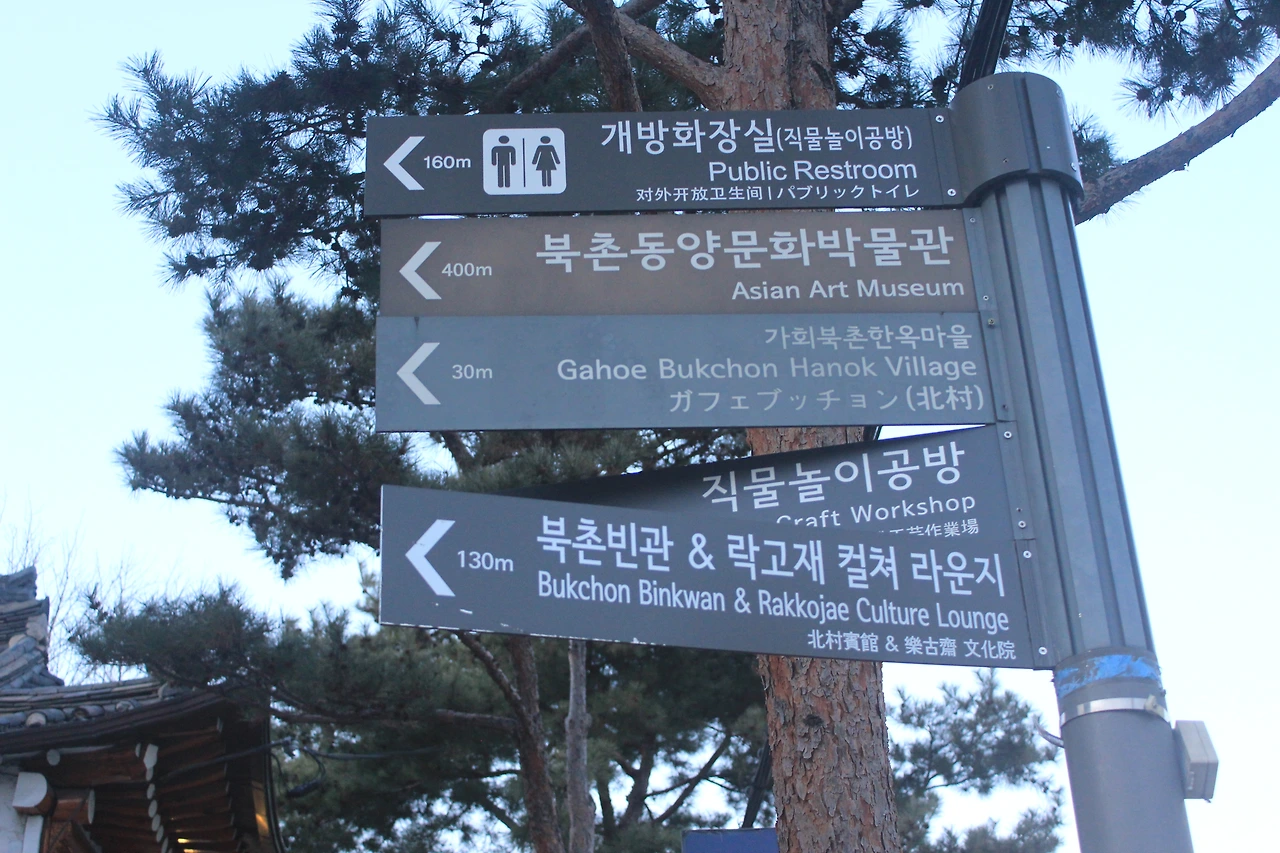 160m
개방화장실(직물놀이공방)
Public Restroom
对外开放卫生间 | パブリックトイレ
400m
북촌동양문화박물관
Asian Art Museum
30m
가회북촌한옥마을
Gahoe Bukchon Hanok Village
ガフェブッチョン(北村)
직물놀이공방
Craft Workshop
作業場
130m
북촌빈관 & 락고재 컬쳐 라운지
Bukchon Binkwan & Rakkojae Culture Lounge
北村賓館 & 樂古齋 文化院